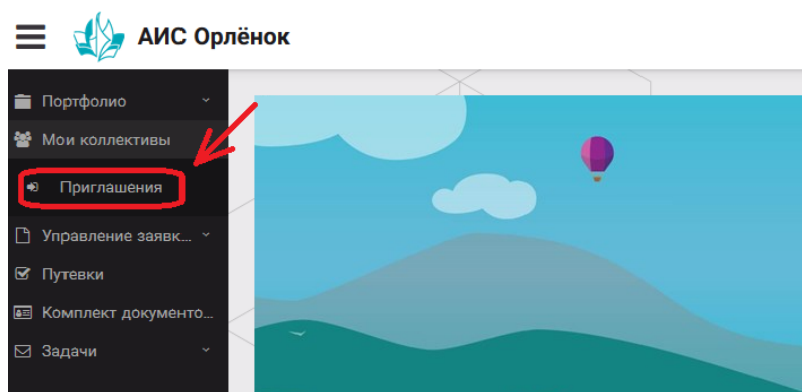 АИС Орлёнок
Портфолио
Мои коллективы
Приглашения
Управление заявк...
Путевки
Комплект документо...
Задачи